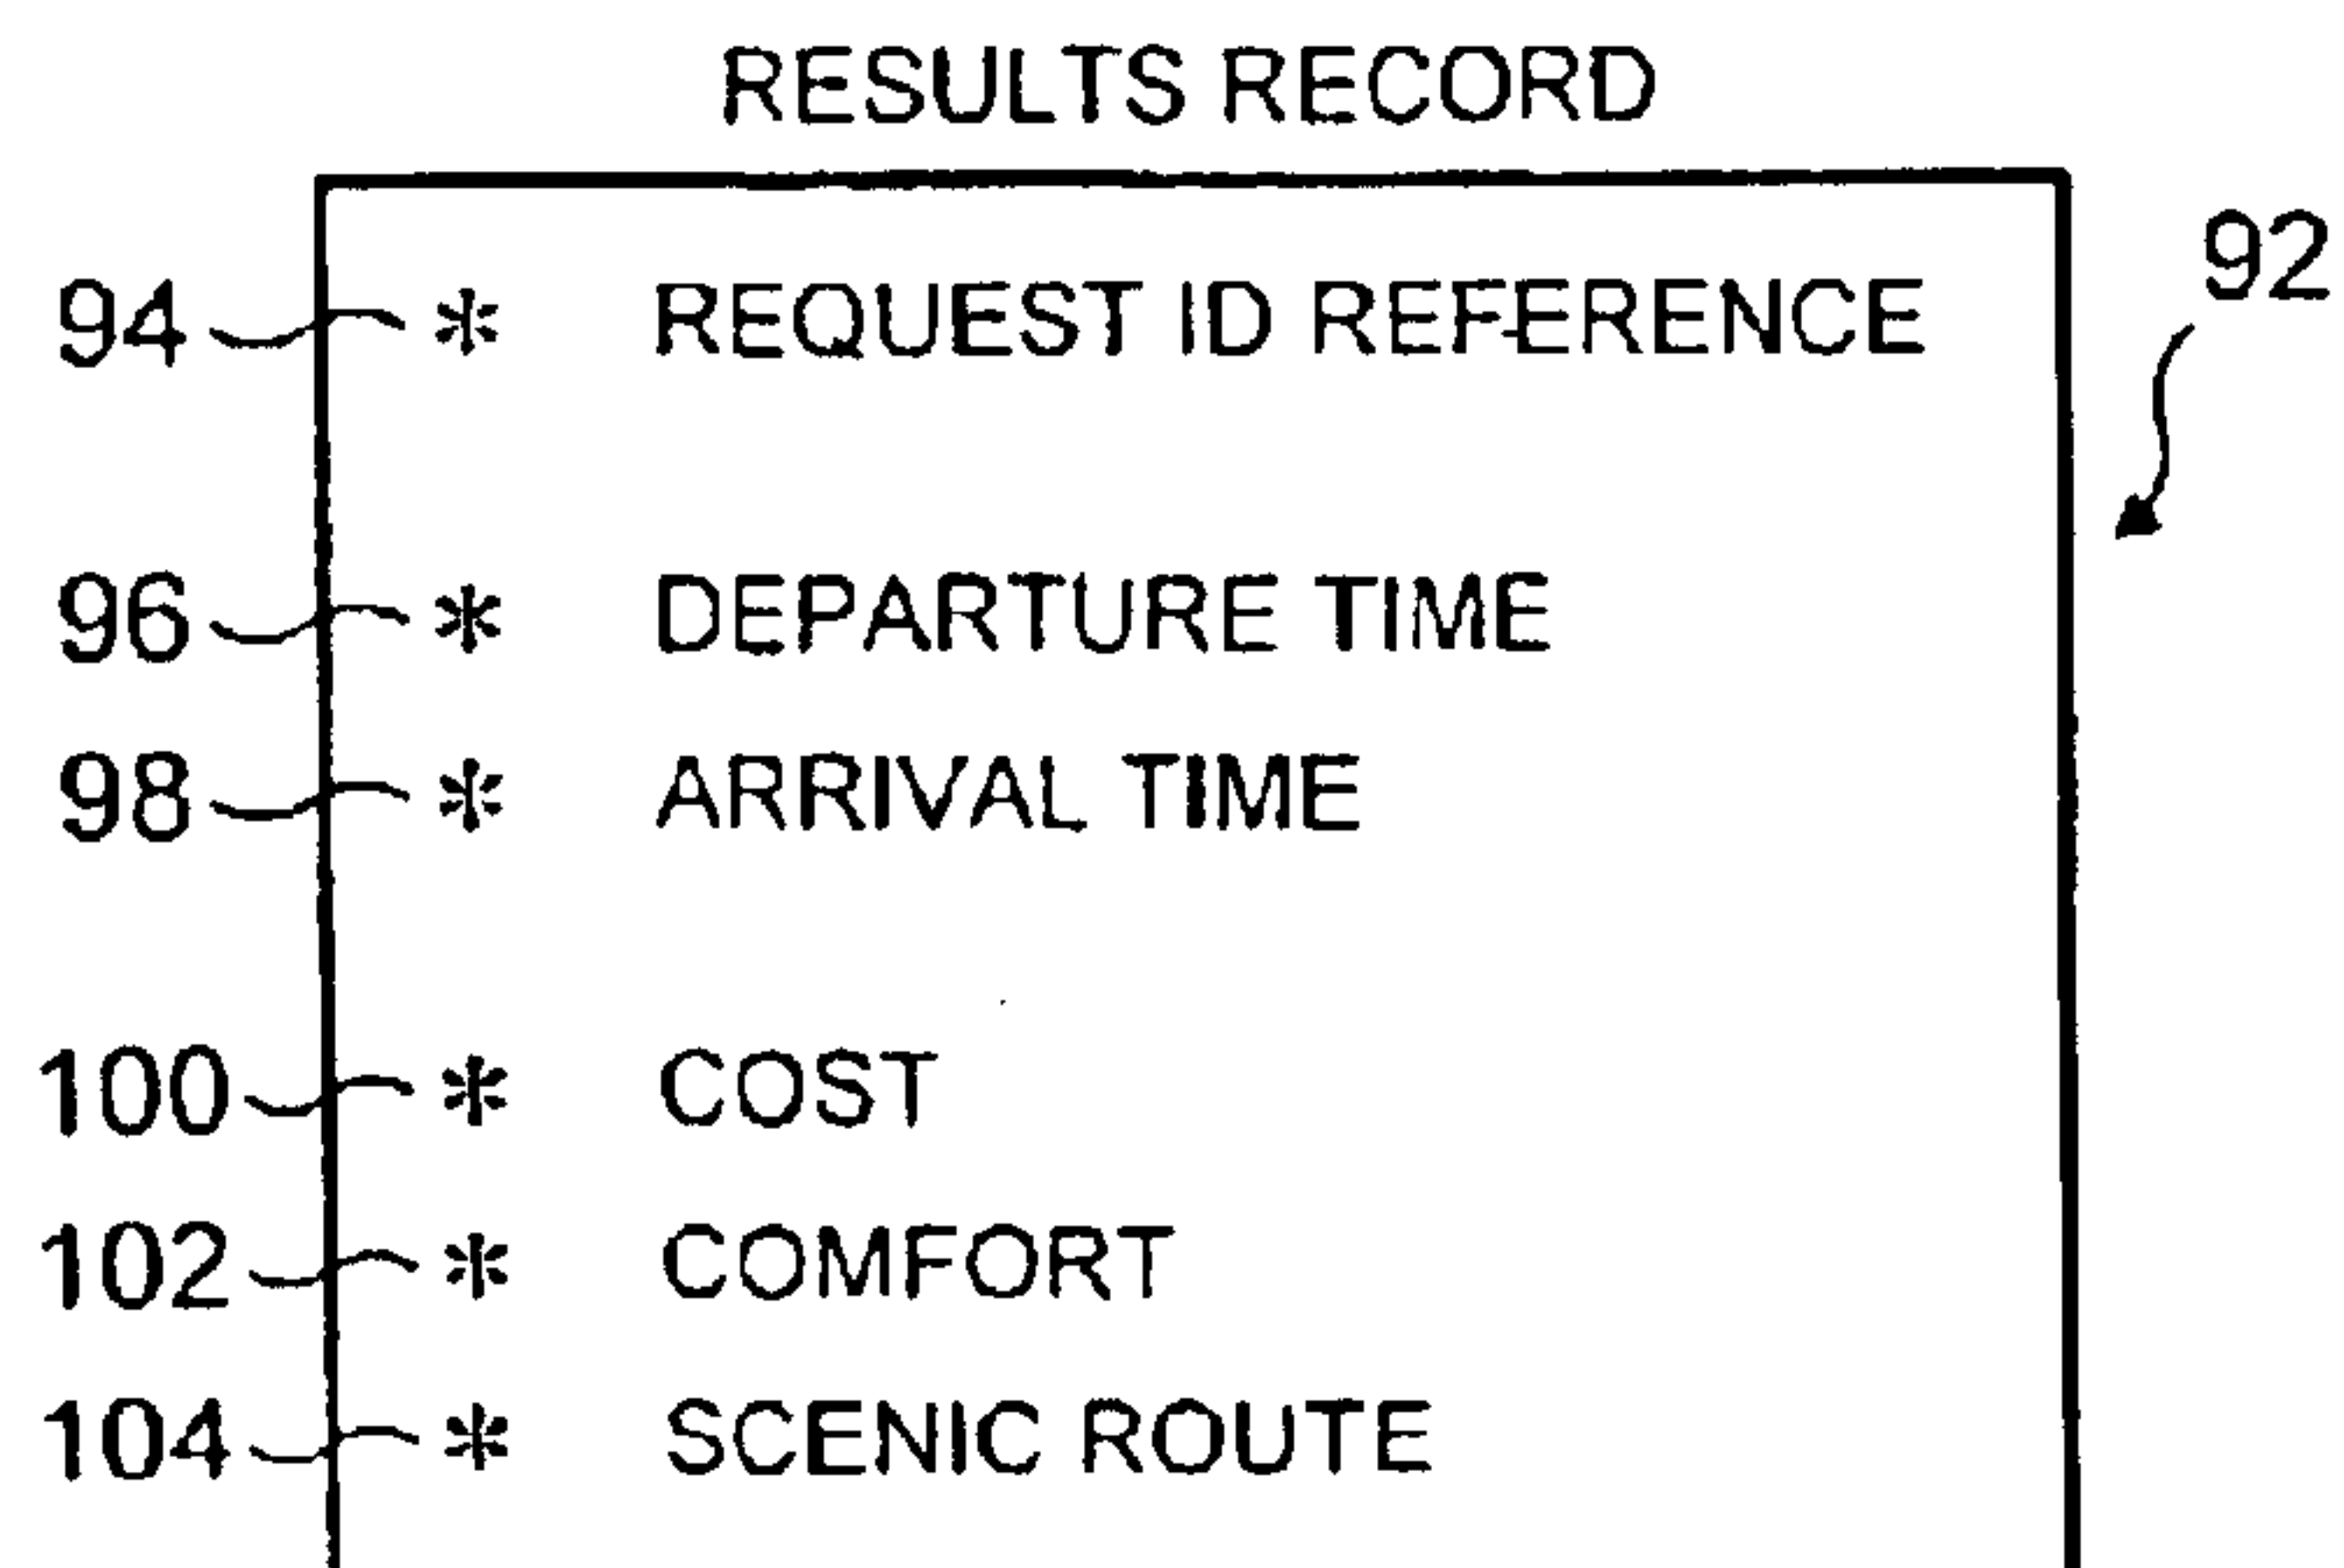 RESULTS RECORD
92
94 * REQUEST ID REFERENCE
96 * DEPARTURE TIME
98 * ARRIVAL TIME
100 * COST
102 * COMFORT
104 * SCENIC ROUTE